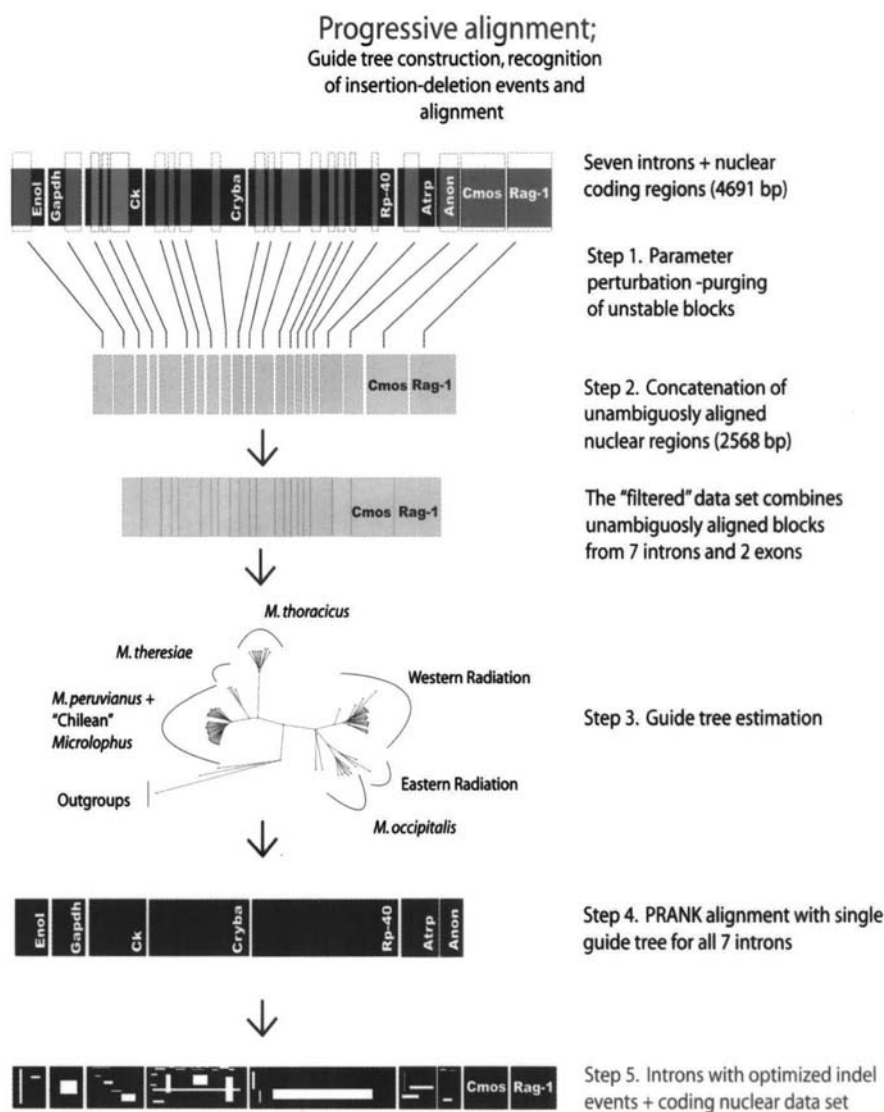 Progressive alignment;
Guide tree construction, recognition
of insertion-deletion events and
alignment
Enol
Gapdh
Ck
Cryba
Rp-40
Atrp
Anon
Cmos
Rag-1
Seven introns + nuclear
coding regions (4691 bp)
Step 1. Parameter
perturbation -purging
of unstable blocks
Cmos
Rag-1
Step 2. Concatenation of
unambiguosly aligned
nuclear regions (2568 bp)
Cmos
Rag-1
The "filtered" data set combines
unambiguosly aligned blocks
from 7 introns and 2 exons
M. thoracicus
M. theresiae
Western Radiation
M. peruvianus +
"Chilean"
Microlophus
Step 3. Guide tree estimation
Eastern Radiation
Outgroups
M. occipitalis
Enol
Gapdh
Ck
Cryba
Rp-40
Atrp
Anon
Step 4. PRANK alignment with single
guide tree for all 7 introns
Cmos
Rag-1
Step 5. Introns with optimized indel
events + coding nuclear data set